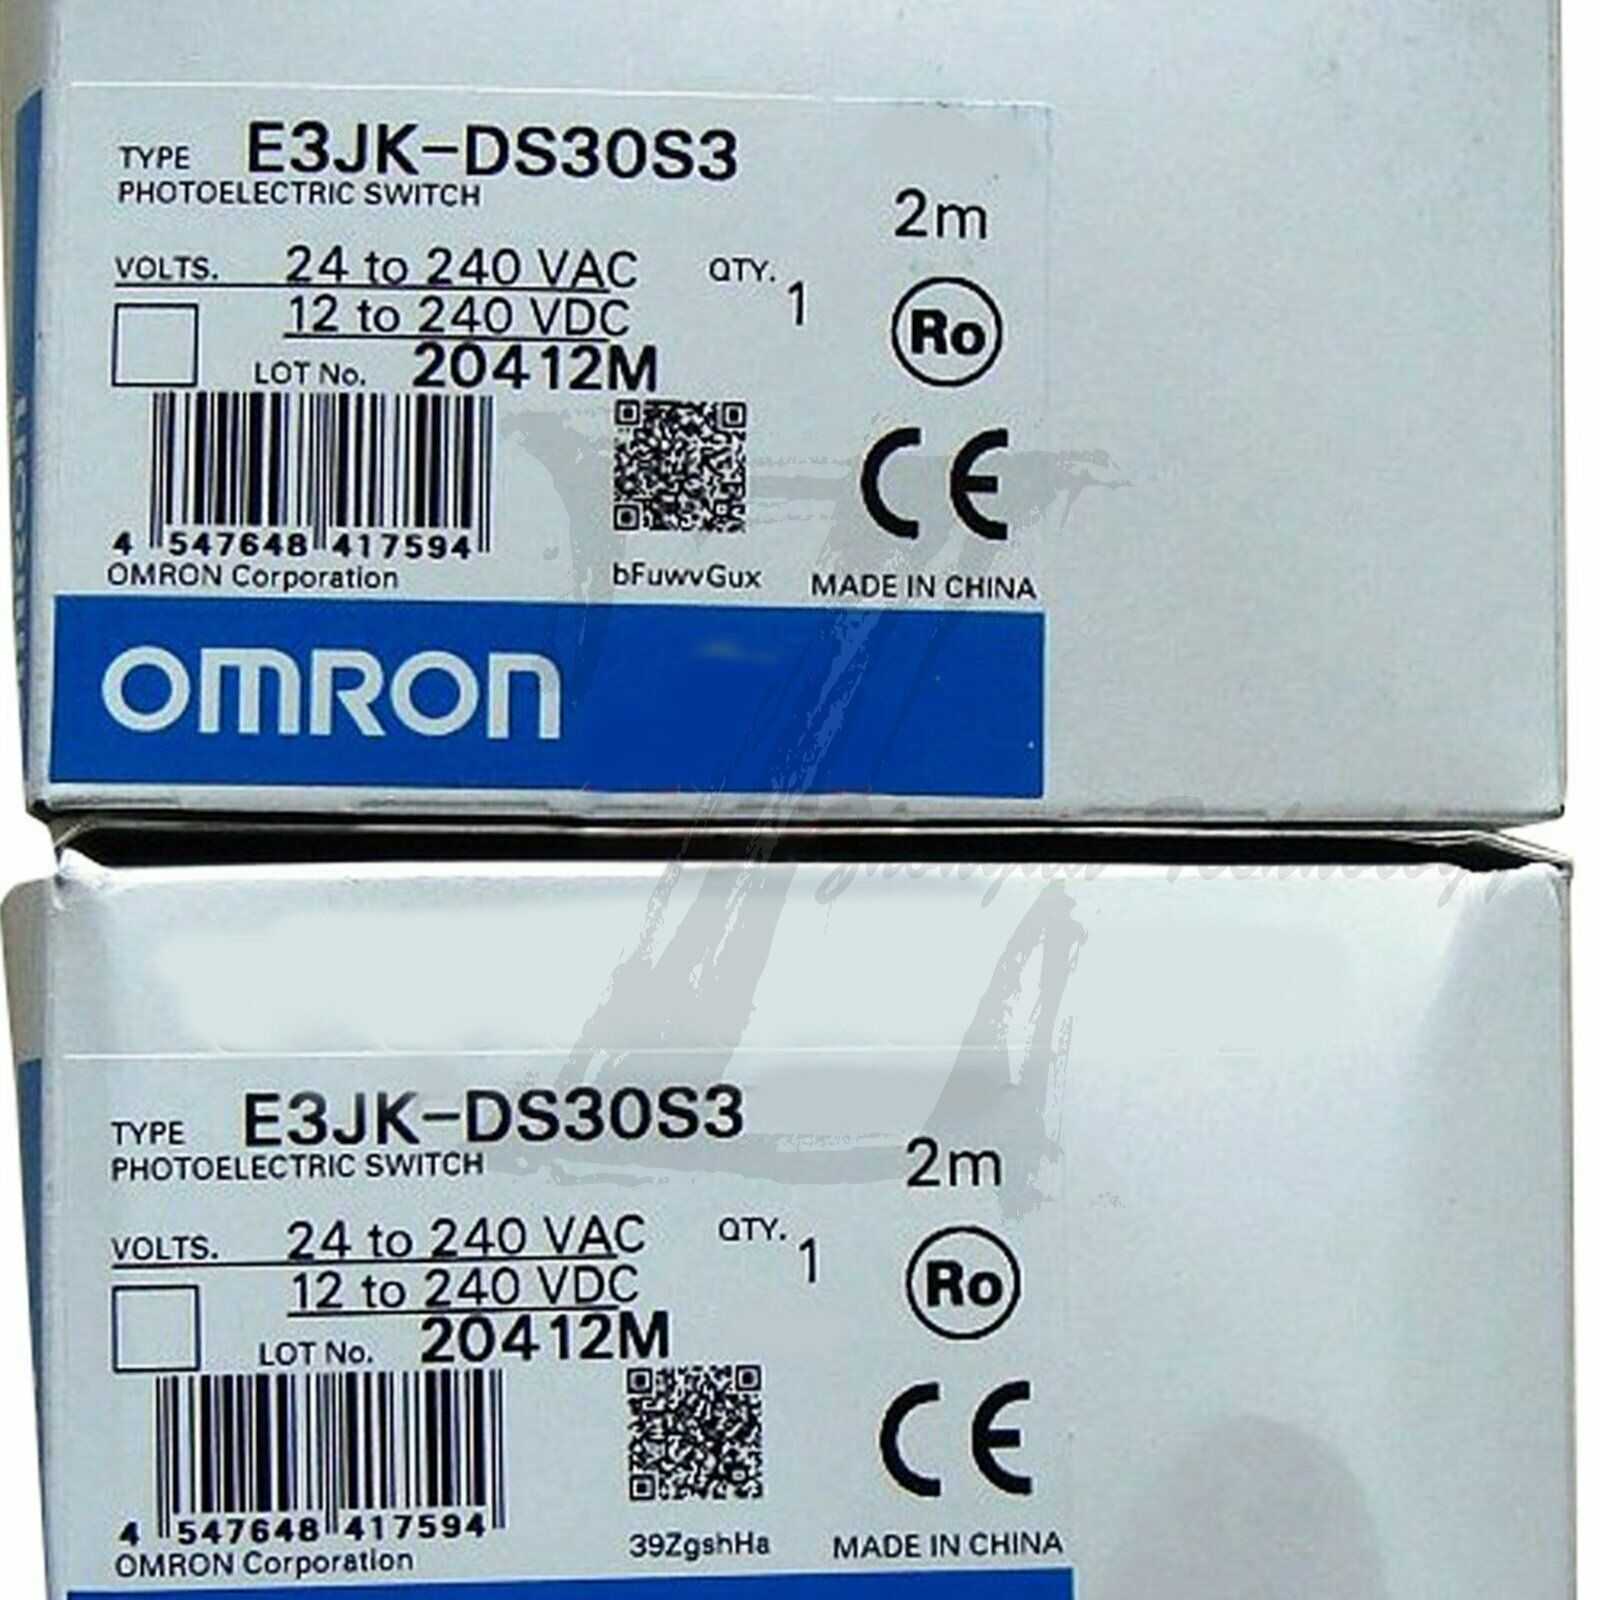 TYPE E3JK-DS30S3
PHOTOELECTRIC SWITCH
2m
VOLTS. 24 to 240 VAC QTY. 1
12 to 240 VDC
Ro
LOT No. 20412M
CE
4 547648 417594
OMRON Corporation
bFuwvGux
MADE IN CHINA
OMRON
Technology
TYPE E3JK-DS30S3
PHOTOELECTRIC SWITCH
2m
VOLTS. 24 to 240 VAC QTY. 1
12 to 240 VDC
Ro
LOT No. 20412M
CE
4 547648 417594
OMRON Corporation
39ZgshHa
MADE IN CHINA